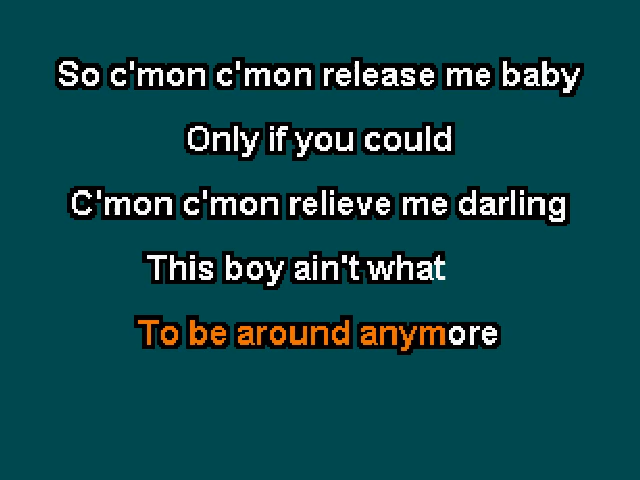 So c'mon c'mon release me baby
Only if you could
C'mon c'mon relieve me darling
This boy ain't what
To be around anymore